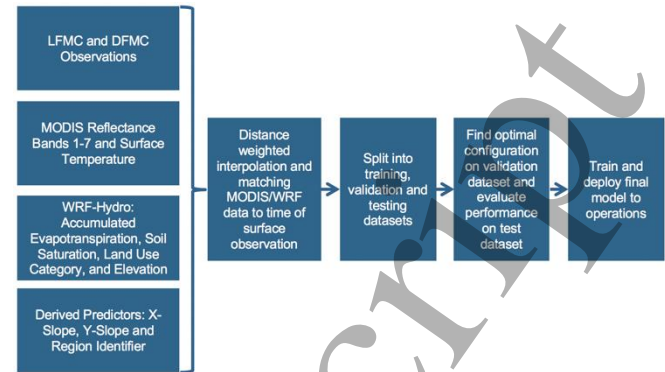 LFMC and DFMC
Observations
MODIS Reflectance
Bands 1-7 and Surface
Temperature
WRF-Hydro:
Accumulated
Evapotranspiration, Soil
Saturation, Land Use
Category, and Elevation
Derived Predictors: X-
Slope, Y-Slope and
Region Identifier
Distance
weighted
interpolation and
matching
MODIS/WRF
data to time of
surface
observation
Split into
training,
validation and
testing
datasets
Find optimal
configuration
on validation
dataset and
evaluate
performance
on test
dataset
Train and
deploy final
model to
operations
cript